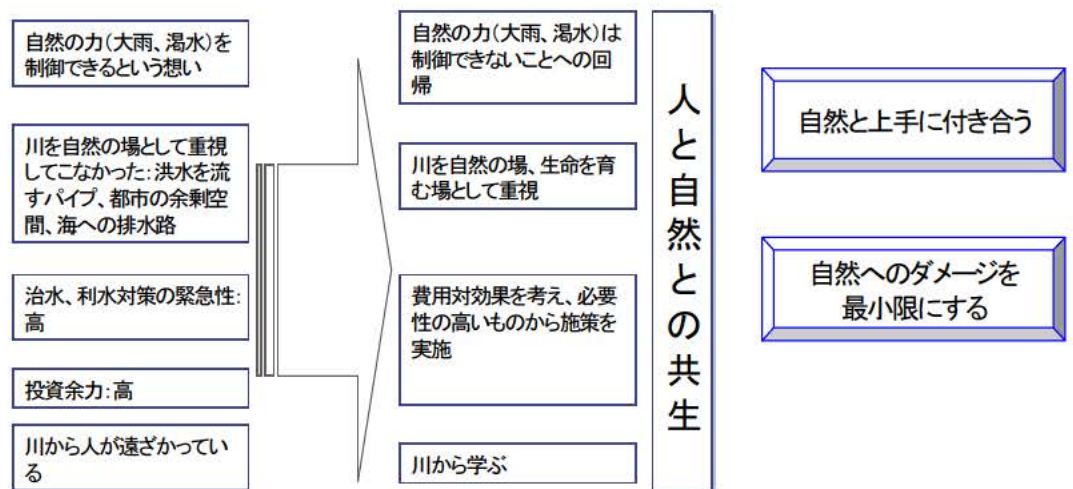 自然の力(大雨、渇水)を
制御できるという想い
川を自然の場として重視
してこなかった:洪水を流
すパイプ、都市の余剰空
間、海への排水路
治水、利水対策の緊急性:
高
投資余力:高
川から人が遠ざかってい
る
自然の力(大雨、渇水)は
制御できないことへの回
帰
川を自然の場、生命を育
む場として重視
費用対効果を考え、必要
性の高いものから施策を
実施
川から学ぶ
人と自然との共生
自然と上手に付き合う
自然へのダメージを
最小限にする